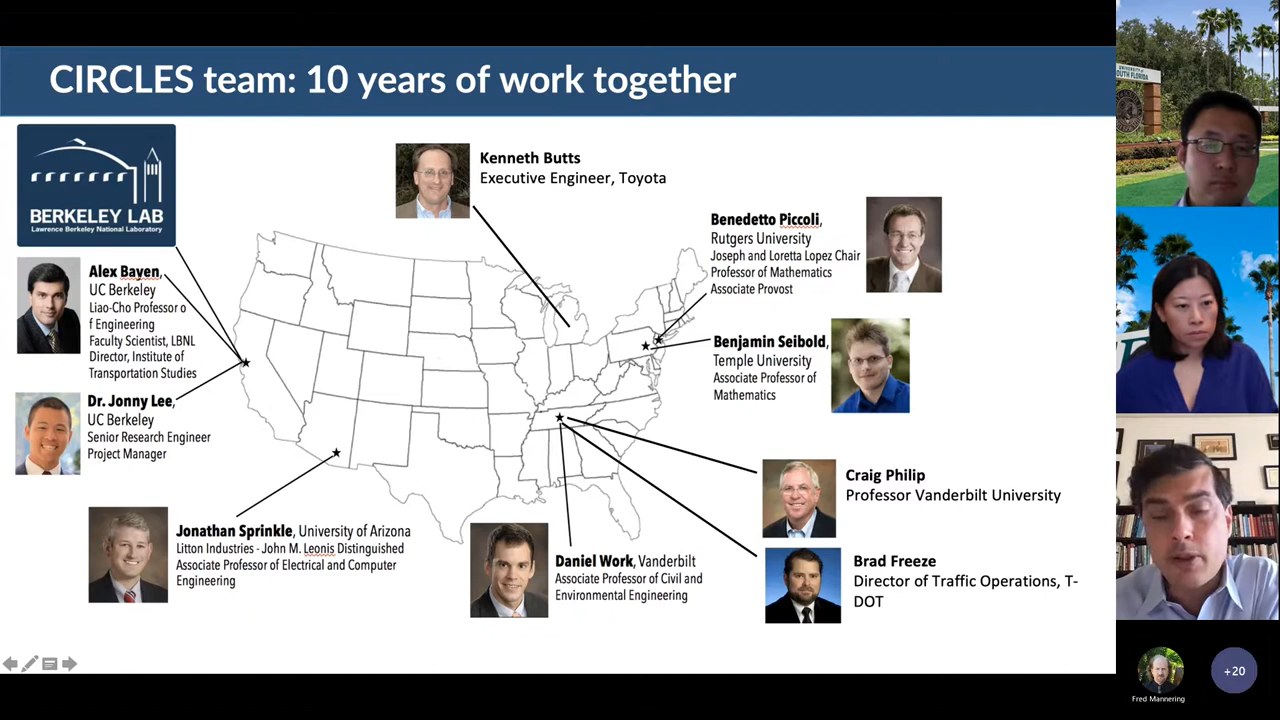 CIRCLES team: 10 years of work together
BERKELEY LAB
Lawrence Berkeley National Laboratory
Alex Bayen,
UC Berkeley
Liao-Cho Professor o
f Engineering
Faculty Scientist, LBNL
Director, Institute of
Transportation Studies
Dr. Jonny Lee,
UC Berkeley
Senior Research Engineer
Project Manager
Jonathan Sprinkle, University of Arizona
Litton Industries - John M. Leonis Distinguished
Associate Professor of Electrical and Computer
Engineering
Kenneth Butts
Executive Engineer, Toyota
Benedetto Piccoli,
Rutgers University
Joseph and Loretta Lopez Chair
Professor of Mathematics
Associate Provost
Benjamin Seibold,
Temple University
Associate Professor of
Mathematics
Craig Philip
Professor Vanderbilt University
Brad Freeze
Director of Traffic Operations, T-
DOT
Daniel Work, Vanderbilt
Associate Professor of Civil and
Environmental Engineering
UNIVERSITY OF
SOUTH FLORIDA
Fred Mannering
+20